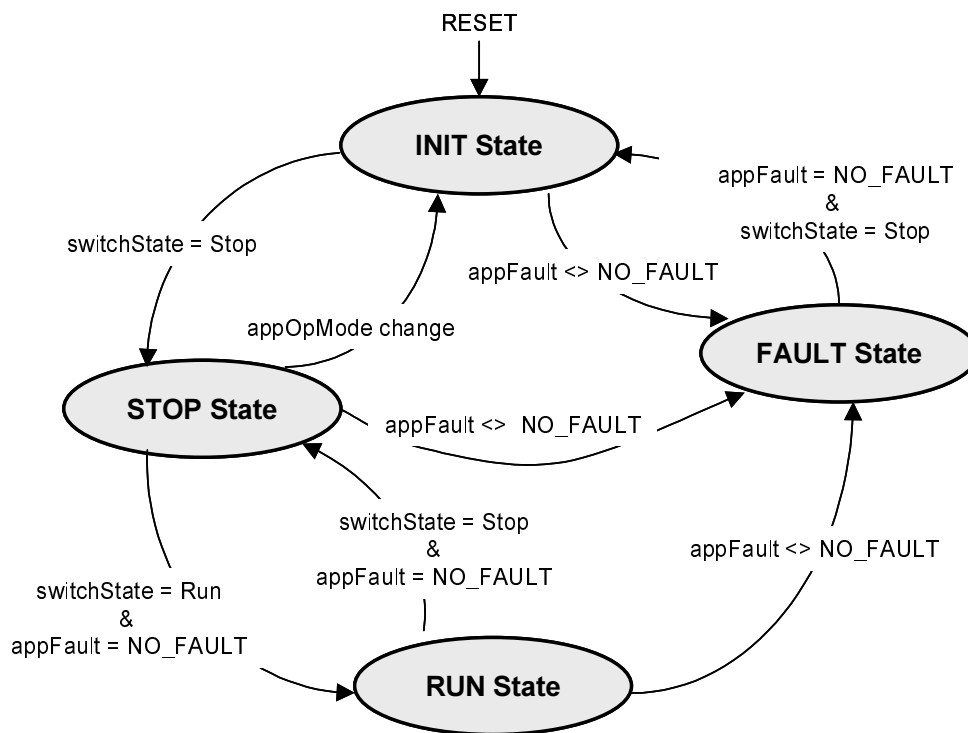 RESET
INIT State
appFault = NO_FAULT
&
switchState = Stop
switchState = Stop
appFault <> NO_FAULT
appOpMode change
FAULT State
STOP State
appFault <> NO_FAULT
switchState = Stop
&
appFault = NO_FAULT
appFault <> NO_FAULT
switchState = Run
&
appFault = NO_FAULT
RUN State